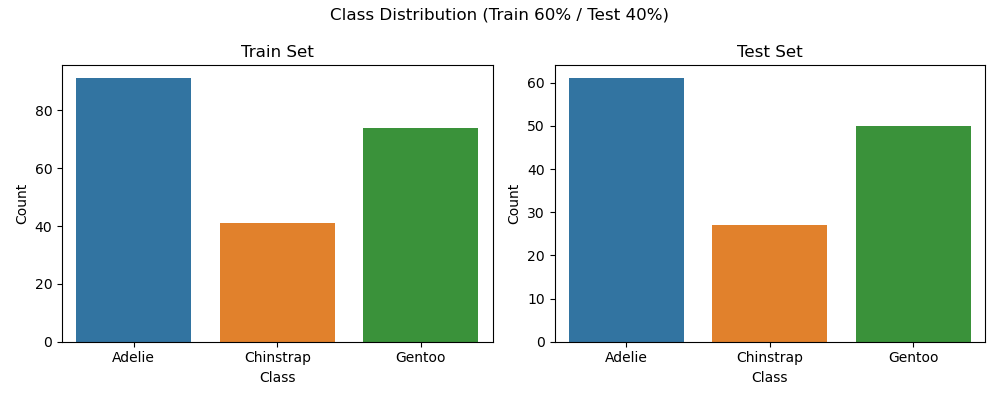 Class Distribution (Train 60% / Test 40%)
Train Set
Count
80
60
40
20
0
Adelie
Chinstrap
Gentoo
Class
Test Set
Count
60
50
40
30
20
10
0
Adelie
Chinstrap
Gentoo
Class